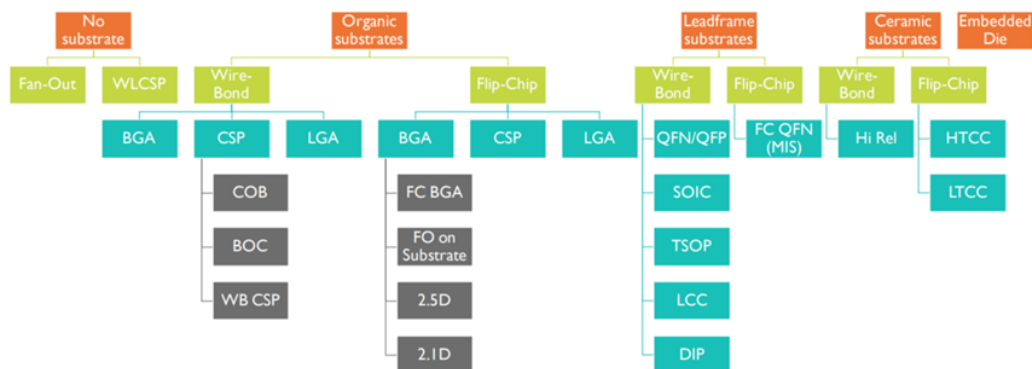 No
substrate
Organic
substrates
Leadframe
substrates
Ceramic
substrates
Embedded
Die
Fan-Out
WLCSP
Wire-
Bond
Flip-Chip
Wire-
Bond
Flip-Chip
Wire-
Bond
Flip-Chip
BGA
CSP
LGA
BGA
CSP
LGA
QFN/QFP
FC QFN
(MIS)
Hi Rel
HTCC
COB
FC BGA
SOIC
LTCC
BOC
FO on
Substrate
TSOP
WB CSP
2.5D
LCC
2.1D
DIP